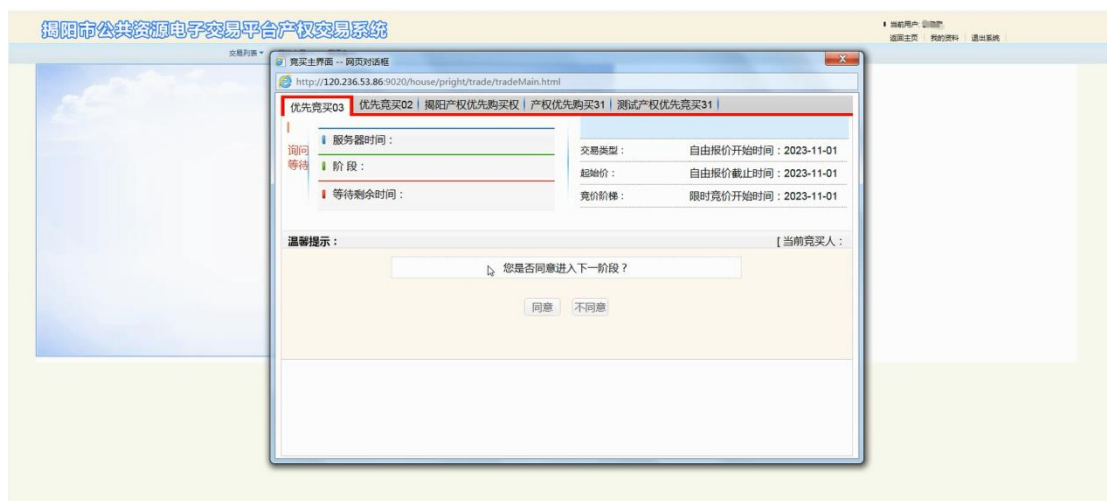 揭阳市公共资源电子交易平台产权交易系统
当前用户:
返回主页 我的资料 退出系统
交易列表
竞买主界面 -- 网页对话框
http://120.236.53.86:9020/house/pright/trade/tradeMain.html
优先竞买03 优先竞买02 揭阳产权优先购买权 产权优先购买31 测试产权优先竞买31
询问
等待
服务器时间：
阶 段：
等待剩余时间：
交易类型： 自由报价开始时间：2023-11-01
起始价： 自由报价截止时间：2023-11-01
竞价阶梯： 限时竞价开始时间：2023-11-01
温馨提示： [ 当前竞买人：
您是否同意进入下一阶段？
同意 不同意